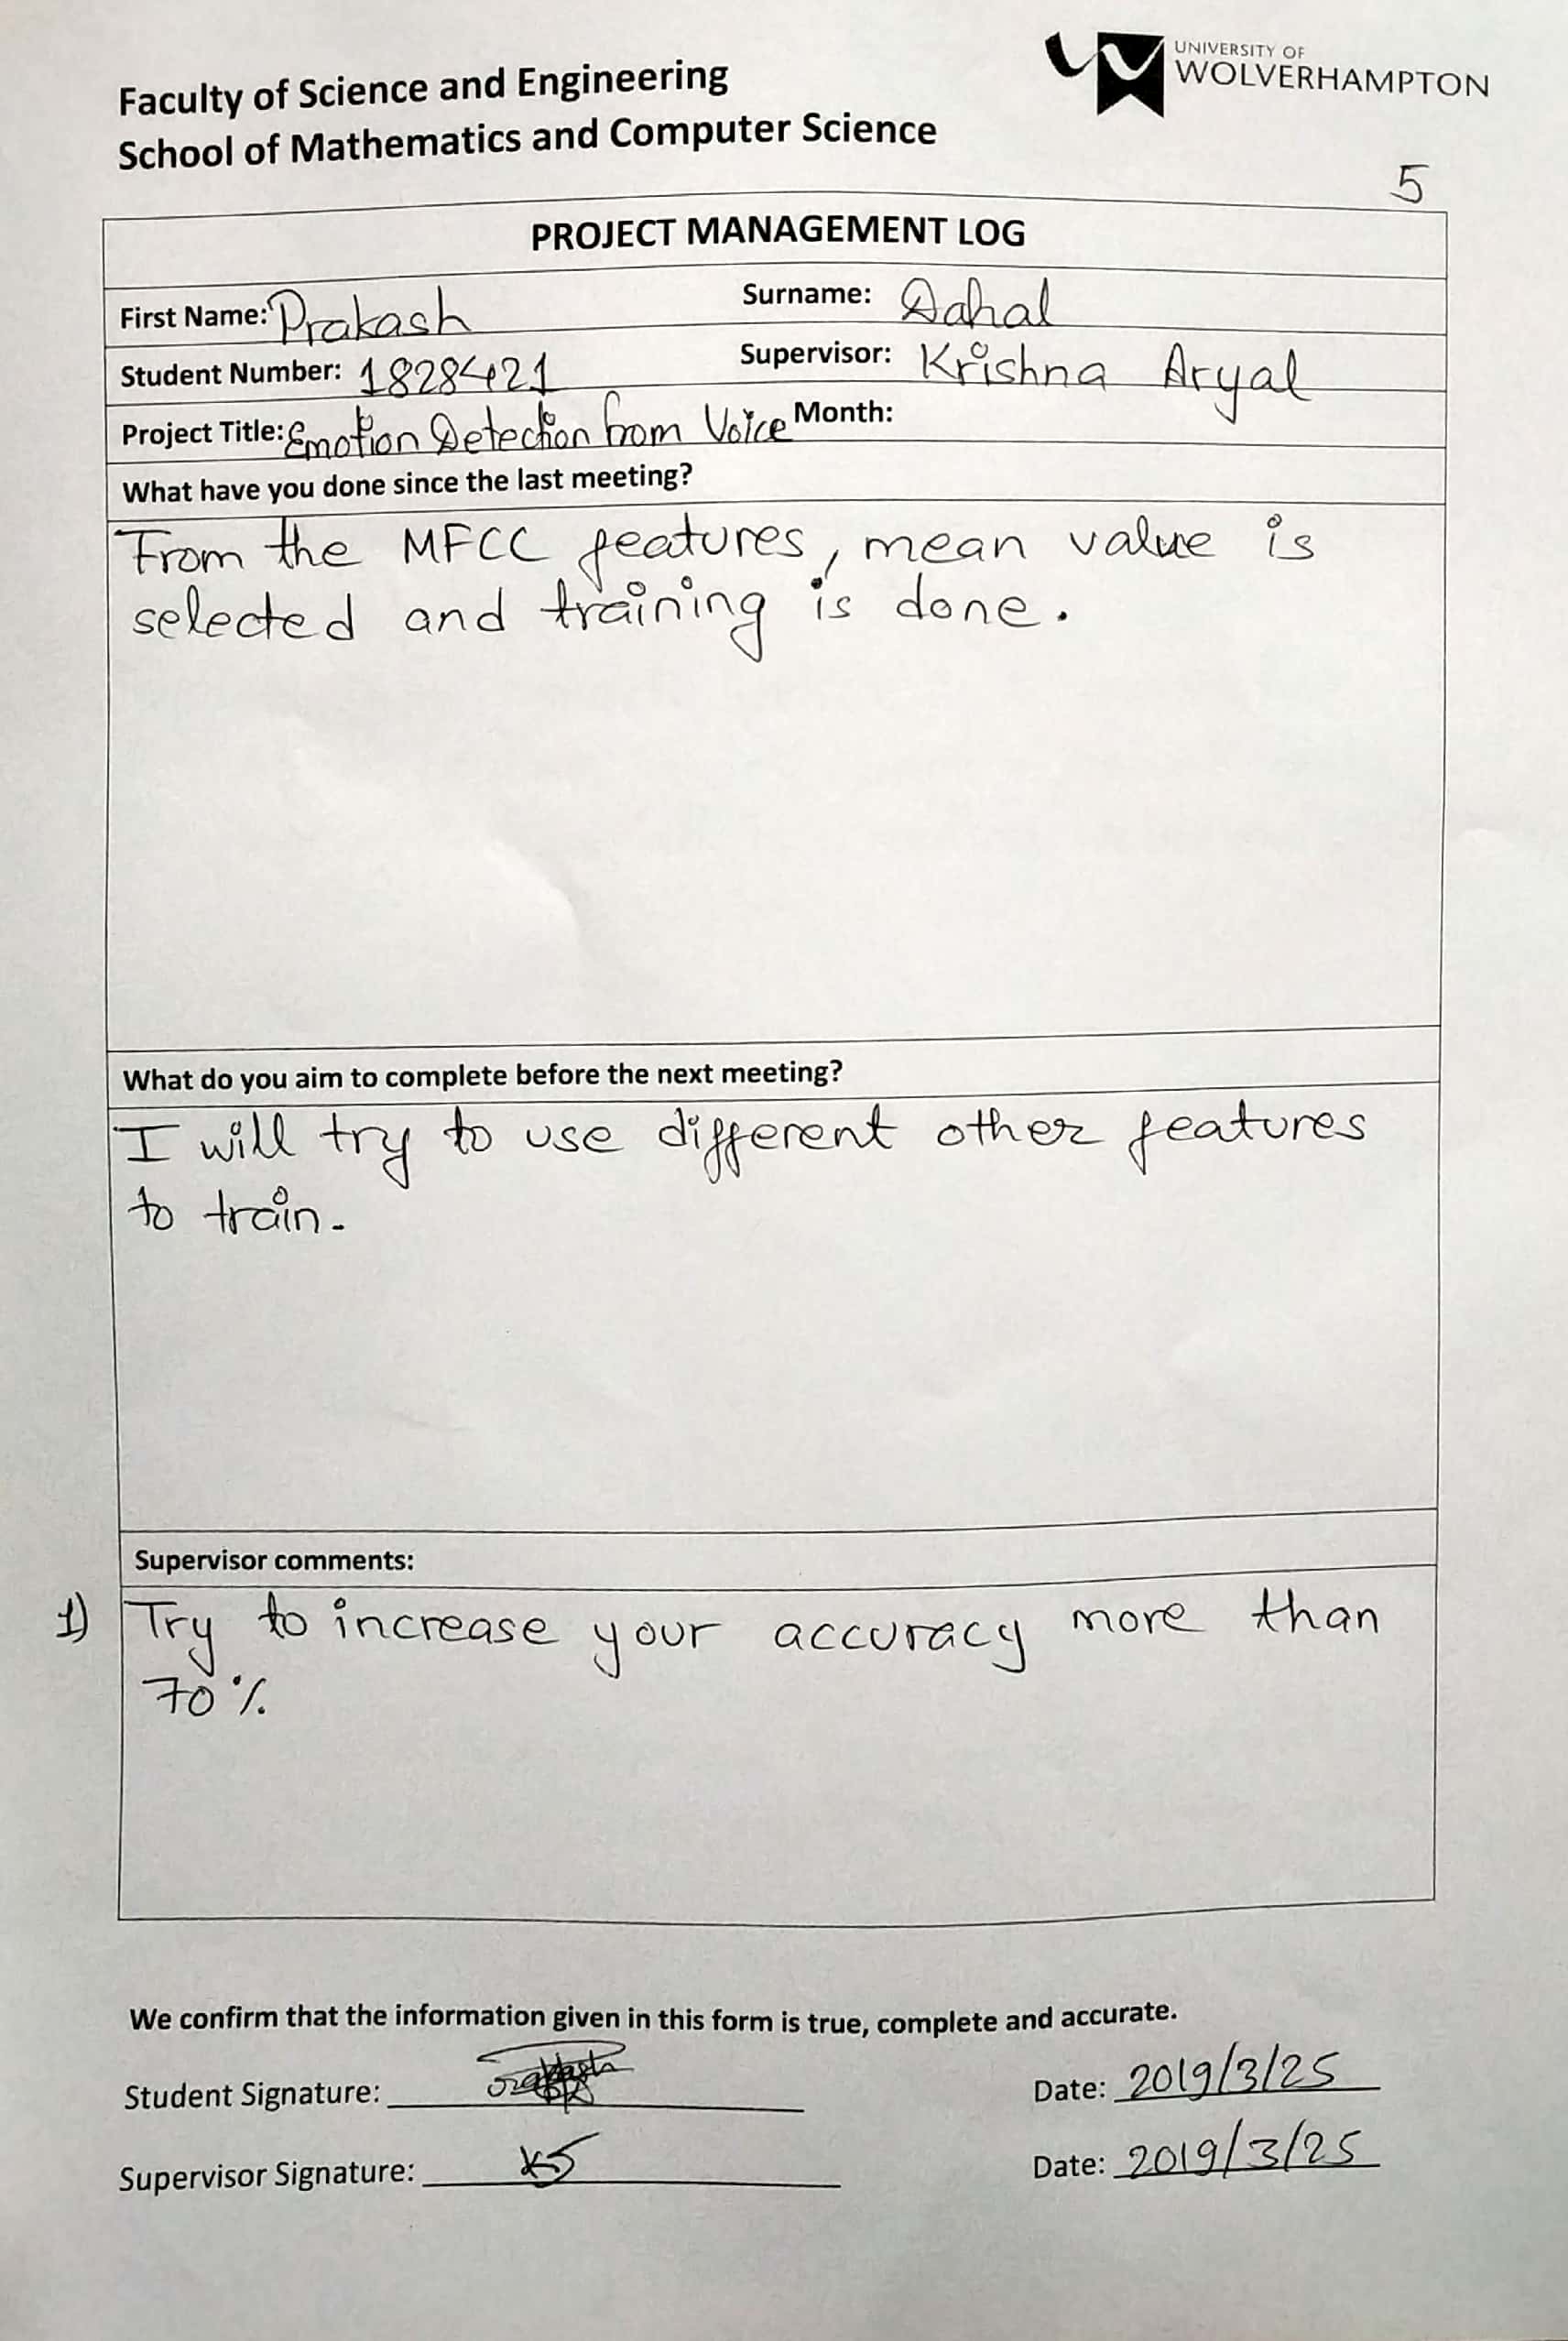 UNIVERSITY OF
WOLVERHAMPTON
Faculty of Science and Engineering
School of Mathematics and Computer Science
5
PROJECT MANAGEMENT LOG
First Name: Prakash Surname: Dahal
Student Number: 1828421 Supervisor: Krishna Aryal
Project Title: Emotion Detection from Voice Month:
What have you done since the last meeting?
From the MFCC features, mean value is
selected and training is done.
What do you aim to complete before the next meeting?
I will try to use different other features
to train.
Supervisor comments:
1) Try to increase your accuracy more than
70%
We confirm that the information given in this form is true, complete and accurate.
Student Signature: Date: 2019/3/25
Supervisor Signature: Date: 2019/3/25